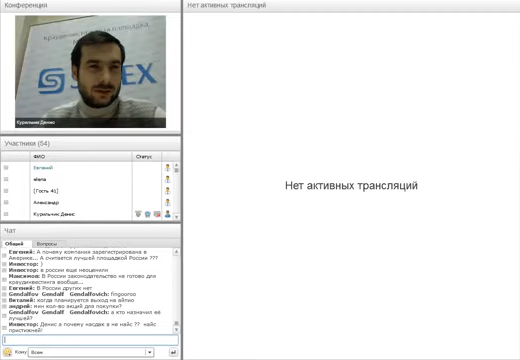 Конференция
Нет активных трансляций
Курильчик Денис
Участники (54)
ФИО
Статус
Евгений
elena
[Гость 41]
Александр
Курильчик Денис
Чат
Общий
Вопросы
Евгений: А почему компания зарегистрирована в
Америке... А считается лучшей площадкой России ???
Инвестор: )
Инвестор: в россии еще неоценили
Максимов: В России законодательство не готово для
краудинвестинга вообще...
Евгений: В России других нет
Gendalfov Gendalf Gendalfovich: fingooroo
Виталий: когда планируется выход на айпио
андрей: мин кол-во акций для покупки?
Gendalfov Gendalf Gendalfovich: а кто назначил её
лучшей?
Инвестор: Денис а почему насдак а не найс ?? найс
пристижней!
Кому:
Всем
Нет активных трансляций